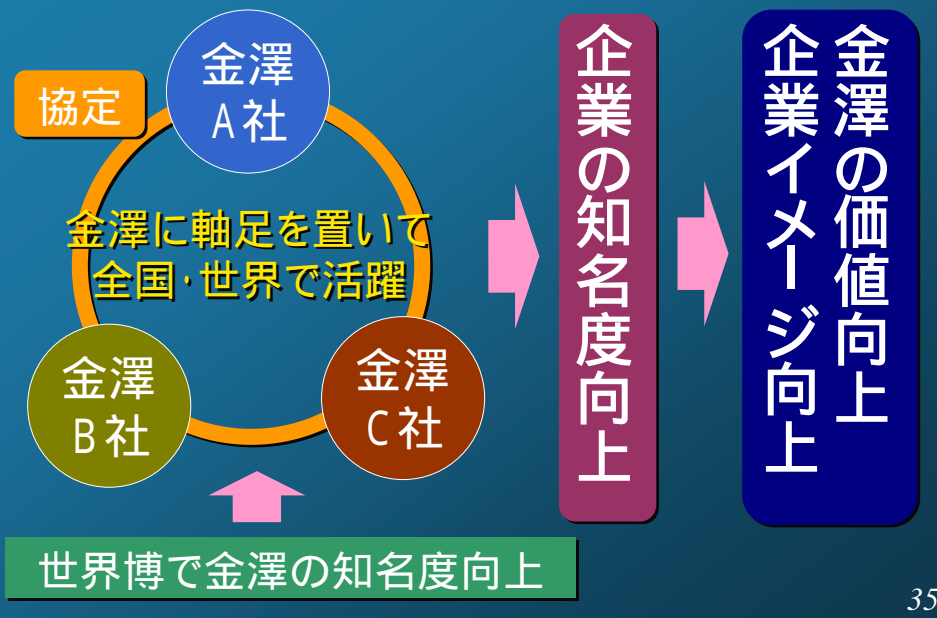 協定
金澤
A社
金澤に軸足を置いて
全国·世界で活躍
金澤
B社
金澤
C社
世界博で金澤の知名度向上
企業の知名度向上
金澤の価値向上
企業イメージ向上
35